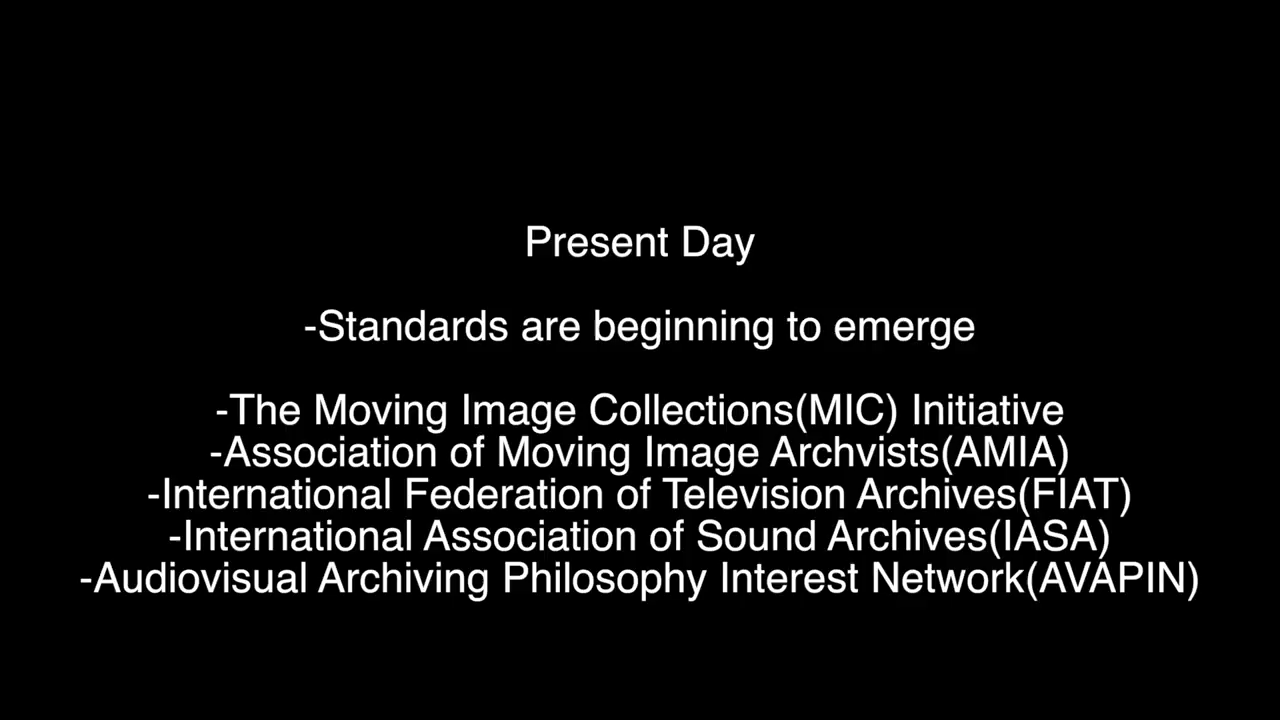 Present Day
-Standards are beginning to emerge
-The Moving Image Collections(MIC) Initiative
-Association of Moving Image Archvists(AMIA)
-International Federation of Television Archives(FIAT)
-International Association of Sound Archives(IASA)
-Audiovisual Archiving Philosophy Interest Network(AVAPIN)